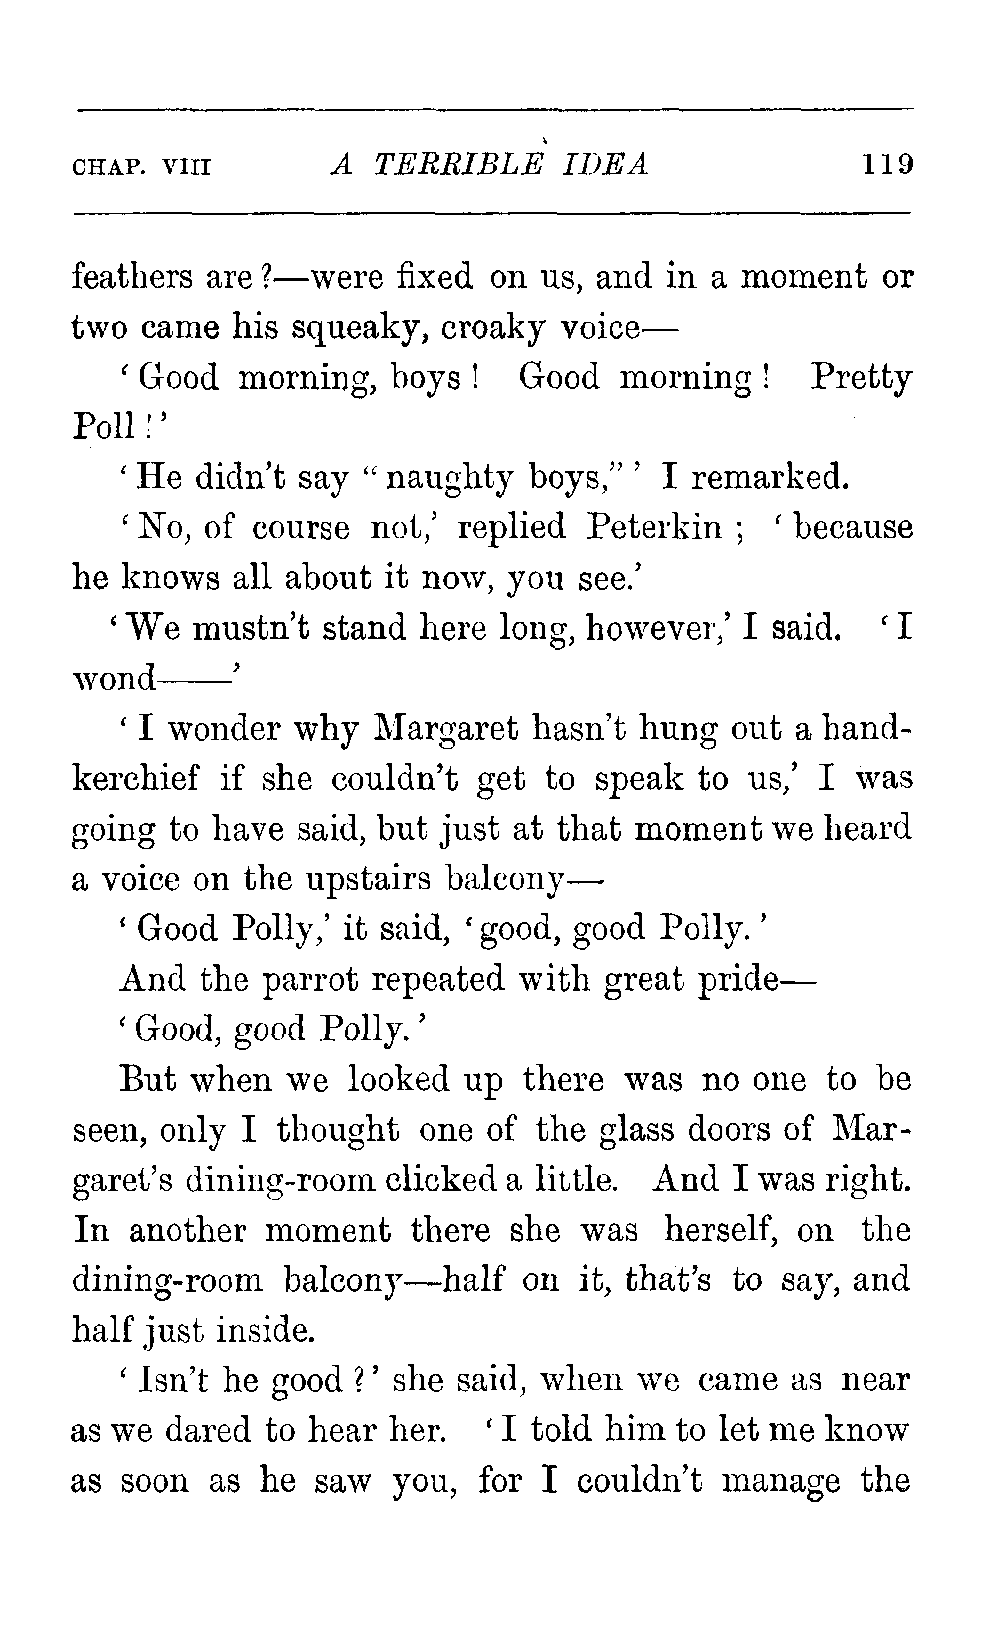 CHAP. VIII A TERRIBLE IDEA 119
feathers are?—were fixed on us, and in a moment or
two came his squeaky, croaky voice—
‘Good morning, boys! Good morning! Pretty
Poll!’
‘He didn’t say “naughty boys,”’ I remarked.
‘No, of course not,’ replied Peterkin; ‘because
he knows all about it now, you see.’
‘We mustn’t stand here long, however,’ I said. ‘I
wond——’
‘I wonder why Margaret hasn’t hung out a hand-
kerchief if she couldn’t get to speak to us,’ I was
going to have said, but just at that moment we heard
a voice on the upstairs balcony—
‘Good Polly,’ it said, ‘good, good Polly.’
And the parrot repeated with great pride—
‘Good, good Polly.’
But when we looked up there was no one to be
seen, only I thought one of the glass doors of Mar-
garet’s dining-room clicked a little. And I was right.
In another moment there she was herself, on the
dining-room balcony—half on it, that’s to say, and
half just inside.
‘Isn’t he good?’ she said, when we came as near
as we dared to hear her. ‘I told him to let me know
as soon as he saw you, for I couldn’t manage the